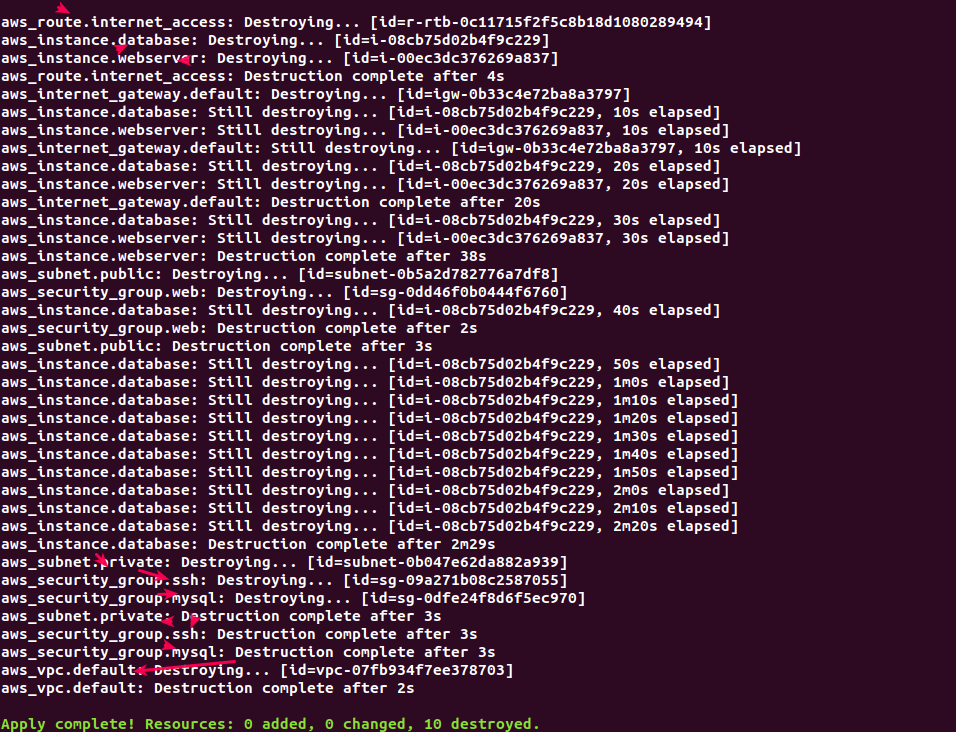 aws_route.internet_access: Destroying... [id=r-rtb-0c11715f2f5c8b18d1080289494]
aws_instance.database: Destroying... [id=i-08cb75d02b4f9c229]
aws_instance.webserver: Destroying... [id=i-00ec3dc376269a837]
aws_route.internet_access: Destruction complete after 4s
aws_internet_gateway.default: Destroying... [id=igw-0b33c4e72ba8a3797]
aws_instance.database: Still destroying... [id=i-08cb75d02b4f9c229, 10s elapsed]
aws_instance.webserver: Still destroying... [id=i-00ec3dc376269a837, 10s elapsed]
aws_internet_gateway.default: Still destroying... [id=igw-0b33c4e72ba8a3797, 10s elapsed]
aws_instance.database: Still destroying... [id=i-08cb75d02b4f9c229, 20s elapsed]
aws_instance.webserver: Still destroying... [id=i-00ec3dc376269a837, 20s elapsed]
aws_internet_gateway.default: Destruction complete after 20s
aws_instance.database: Still destroying... [id=i-08cb75d02b4f9c229, 30s elapsed]
aws_instance.webserver: Still destroying... [id=i-00ec3dc376269a837, 30s elapsed]
aws_instance.webserver: Destruction complete after 38s
aws_subnet.public: Destroying... [id=subnet-0b5a2d782776a7df8]
aws_security_group.web: Destroying... [id=sg-0dd46f0b0444f6760]
aws_instance.database: Still destroying... [id=i-08cb75d02b4f9c229, 40s elapsed]
aws_security_group.web: Destruction complete after 2s
aws_subnet.public: Destruction complete after 3s
aws_instance.database: Still destroying... [id=i-08cb75d02b4f9c229, 50s elapsed]
aws_instance.database: Still destroying... [id=i-08cb75d02b4f9c229, 1m0s elapsed]
aws_instance.database: Still destroying... [id=i-08cb75d02b4f9c229, 1m10s elapsed]
aws_instance.database: Still destroying... [id=i-08cb75d02b4f9c229, 1m20s elapsed]
aws_instance.database: Still destroying... [id=i-08cb75d02b4f9c229, 1m30s elapsed]
aws_instance.database: Still destroying... [id=i-08cb75d02b4f9c229, 1m40s elapsed]
aws_instance.database: Still destroying... [id=i-08cb75d02b4f9c229, 1m50s elapsed]
aws_instance.database: Still destroying... [id=i-08cb75d02b4f9c229, 2m0s elapsed]
aws_instance.database: Still destroying... [id=i-08cb75d02b4f9c229, 2m10s elapsed]
aws_instance.database: Still destroying... [id=i-08cb75d02b4f9c229, 2m20s elapsed]
aws_instance.database: Destruction complete after 2m29s
aws_subnet.private: Destroying... [id=subnet-0b047e62da882a939]
aws_security_group.ssh: Destroying... [id=sg-09a271b08c2587055]
aws_security_group.mysql: Destroying... [id=sg-0dfe24f8d6f5ec970]
aws_subnet.private: Destruction complete after 3s
aws_security_group.ssh: Destruction complete after 3s
aws_security_group.mysql: Destruction complete after 3s
aws_vpc.default: Destroying... [id=vpc-07fb934f7ee378703]
aws_vpc.default: Destruction complete after 2s
Apply complete! Resources: 0 added, 0 changed, 10 destroyed.